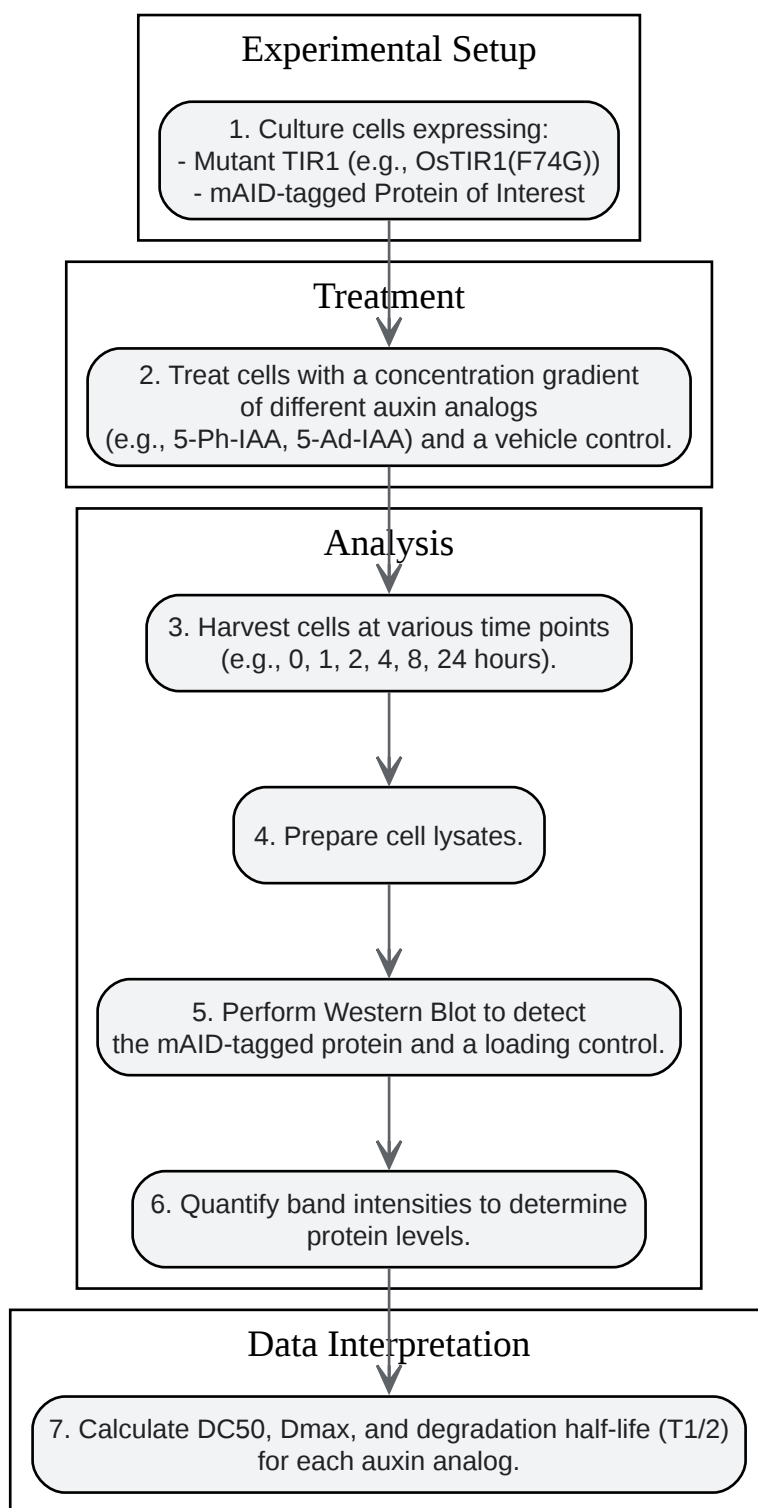 Experimental Setup
1. Culture cells expressing:
- Mutant TIR1 (e.g., OsTIR1(F74G))
- mAID-tagged Protein of Interest
Treatment
2. Treat cells with a concentration gradient
of different auxin analogs
(e.g., 5-Ph-IAA, 5-Ad-IAA) and a vehicle control.
Analysis
3. Harvest cells at various time points
(e.g., 0, 1, 2, 4, 8, 24 hours).
4. Prepare cell lysates.
5. Perform Western Blot to detect
the mAID-tagged protein and a loading control.
6. Quantify band intensities to determine
protein levels.
Data Interpretation
7. Calculate DC50, Dmax, and degradation half-life (T1/2)
for each auxin analog.